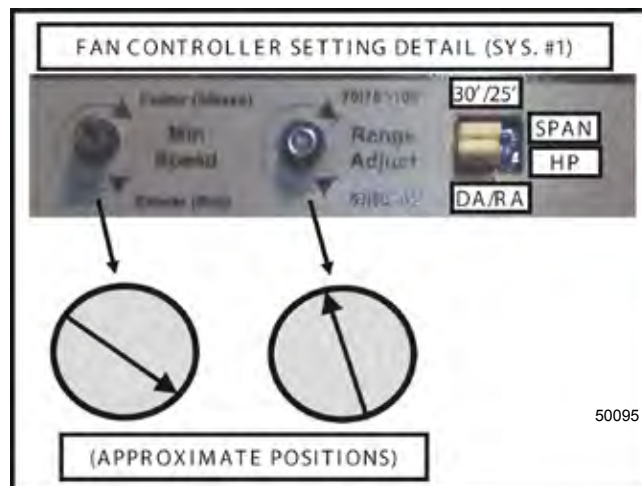 FAN CONTROLLER SETTING DETAIL (SYS. #1)
30'/25'
SPAN
HP
DA/RA
Min
Speed
Range
Adjust
50095
(APPROXIMATE POSITIONS)